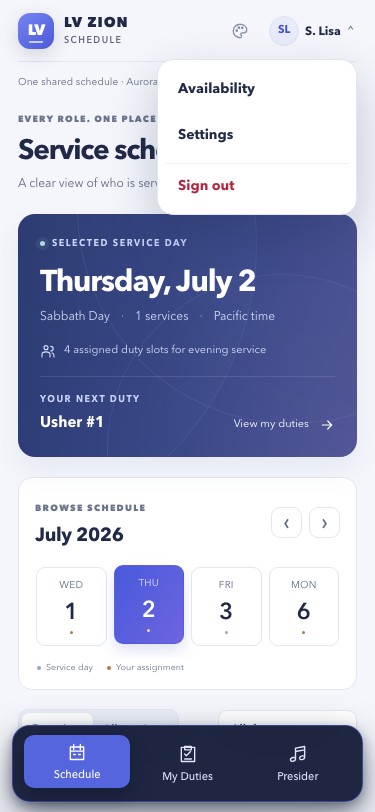 LV
LV ZION
SCHEDULE
SL
S. Lisa
One shared schedule · Aurora
Availability
EVERY ROLE. ONE PLACE
Settings
Service sch
A clear view of who is serv
Sign out
SELECTED SERVICE DAY
Thursday, July 2
Sabbath Day · 1 services · Pacific time
4 assigned duty slots for evening service
YOUR NEXT DUTY
Usher #1
View my duties →
BROWSE SCHEDULE
July 2026
WED THU FRI MON
1 2 3 6
Service day Your assignment
Schedule My Duties Presider